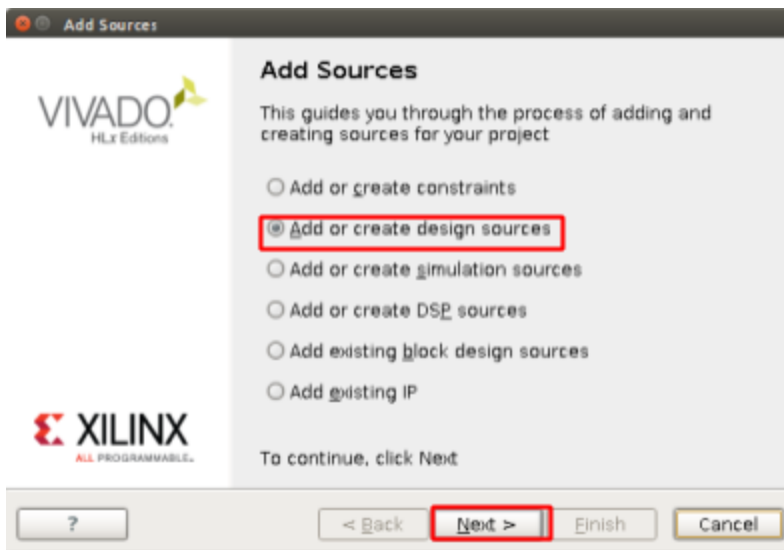 Add Sources
VIVADO.
HLx Editions
Add Sources
This guides you through the process of adding and
creating sources for your project
Add or create constraints
Add or create design sources
Add or create simulation sources
Add or create DSP sources
Add existing block design sources
Add existing IP
XILINX
ALL PROGRAMMABLE.
To continue, click Next
?
< Back
Next >
Finish
Cancel